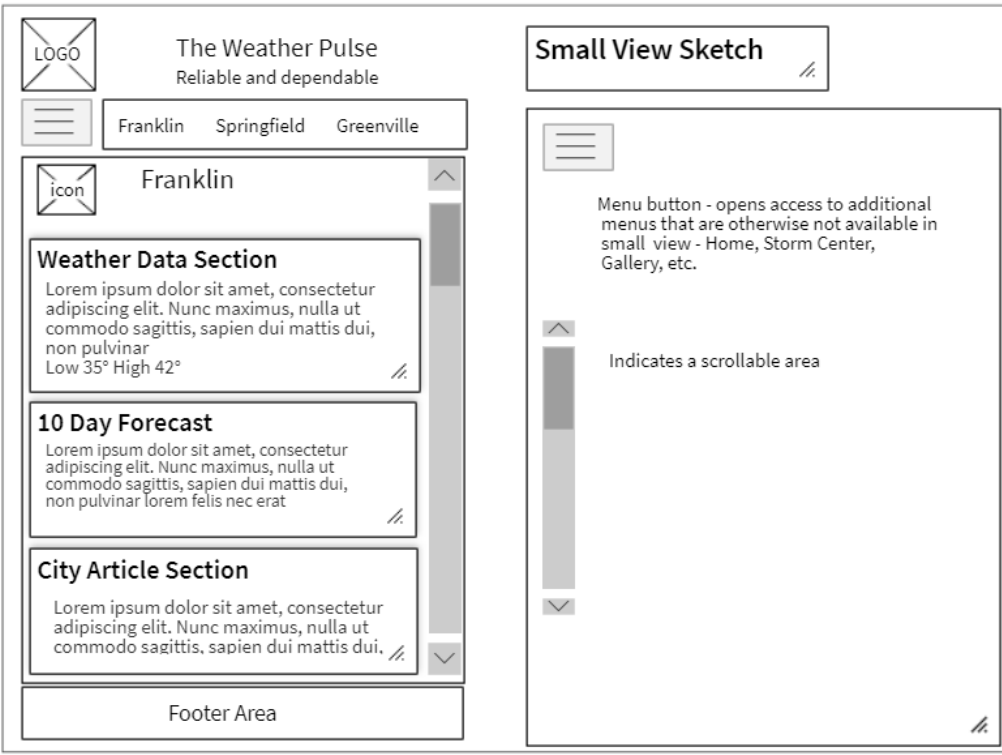 LOGO
The Weather Pulse
Reliable and dependable
Franklin Springfield Greenville
icon
Franklin
Weather Data Section
Lorem ipsum dolor sit amet, consectetur
adipiscing elit. Nunc maximus, nulla ut
commodo sagittis, sapien dui mattis dui,
non pulvinar
Low 35° High 42°
10 Day Forecast
Lorem ipsum dolor sit amet, consectetur
adipiscing elit. Nunc maximus, nulla ut
commodo sagittis, sapien dui mattis dui,
non pulvinar lorem felis nec erat
City Article Section
Lorem ipsum dolor sit amet, consectetur
adipiscing elit. Nunc maximus, nulla ut
commodo sagittis, sapien dui mattis dui,
Footer Area
Small View Sketch
Menu button - opens access to additional
menus that are otherwise not available in
small view - Home, Storm Center,
Gallery, etc.
Indicates a scrollable area